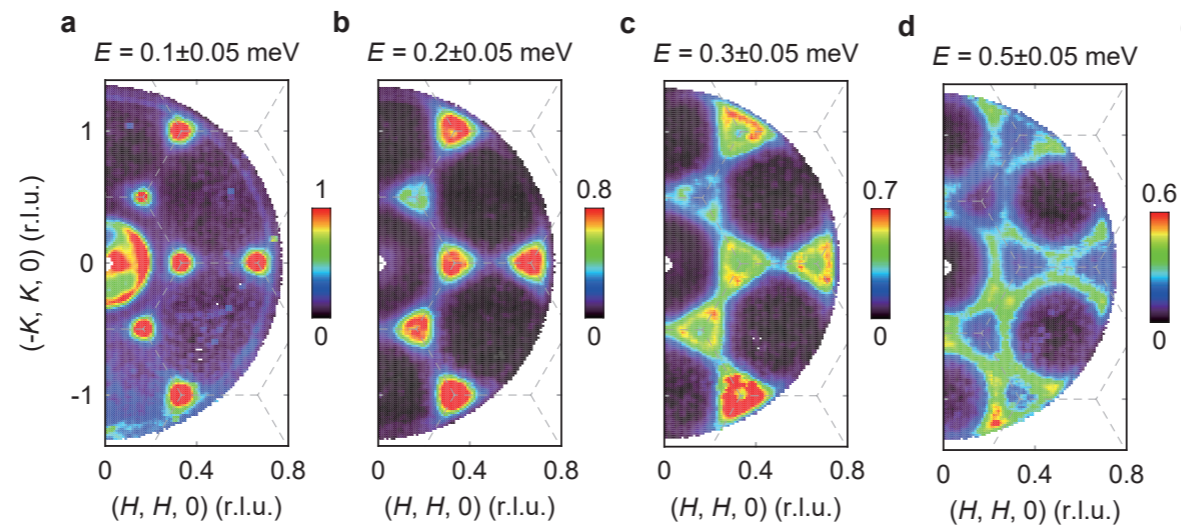 a
E = 0.1±0.05 meV
b
E = 0.2±0.05 meV
c
E = 0.3±0.05 meV
d
E = 0.5±0.05 meV
(-K, K, 0) (r.l.u.)
1
0
-1
1
0
0.8
0
0.7
0
0.6
0
0 0.4 0.8
0 0.4 0.8
0 0.4 0.8
0 0.4 0.8
(H, H, 0) (r.l.u.)
(H, H, 0) (r.l.u.)
(H, H, 0) (r.l.u.)
(H, H, 0) (r.l.u.)